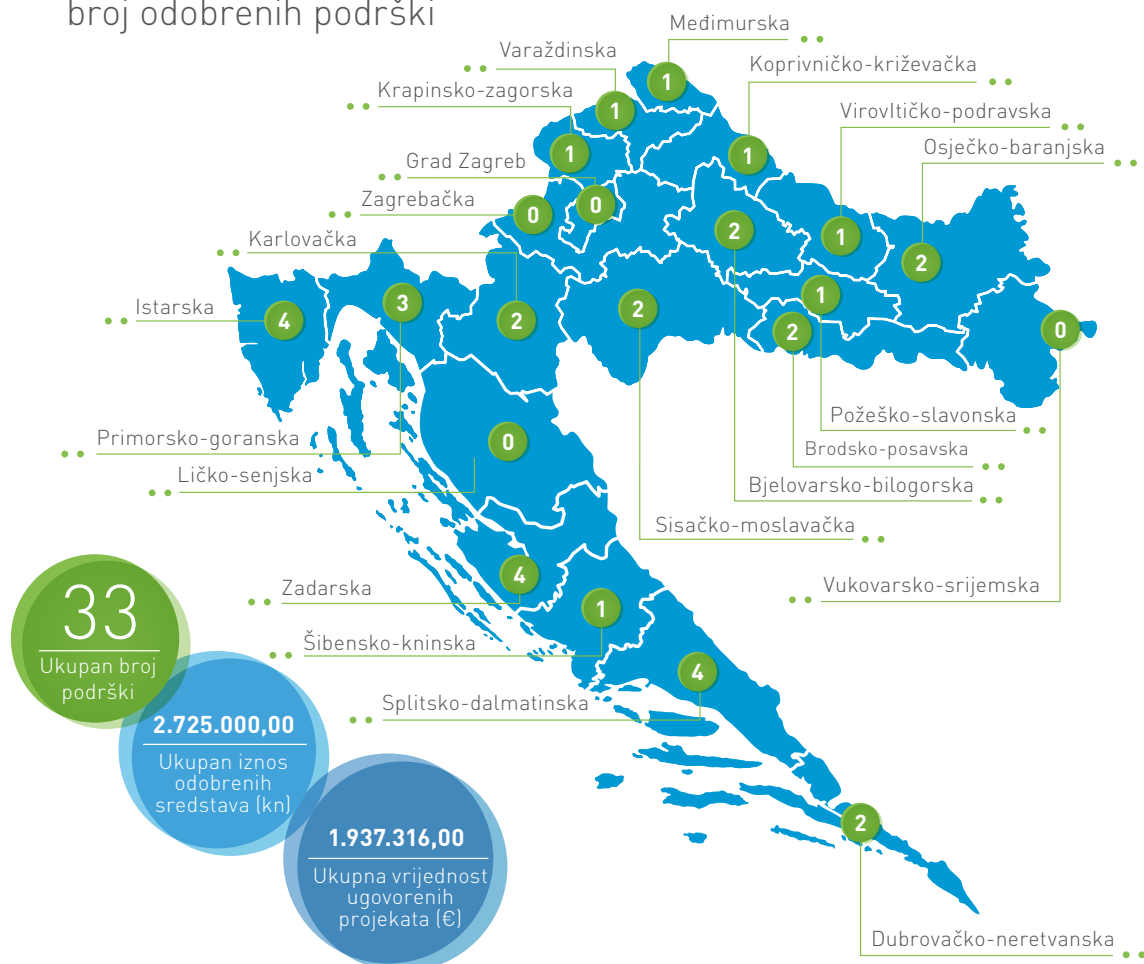 broj odobrenih podrški
Međimurska
Varaždinska
Koprivničko-križevačka
1
Krapinsko-zagorska
1
VirovItičko-podravska
Osječko-baranjska
1
1
Grad Zagreb
Zagrebačka
0
0
Karlovačka
2
1
2
Istarska
4
3
2
2
1
2
0
Požeško-slavonska
Primorsko-goranska
0
Brodsko-posavska
Ličko-senjska
Bjelovarsko-bilogorska
Sisačko-moslavačka
Zadarska
4
Vukovarsko-srijemska
33
Ukupan broj
podrški
1
Šibensko-kninska
4
Splitsko-dalmatinska
2.725.000,00
Ukupan iznos
odobrenih
sredstava (kn)
1.937.316,00
Ukupna vrijednost
ugovorenih
projekata (€)
2
Dubrovačko-neretvanska